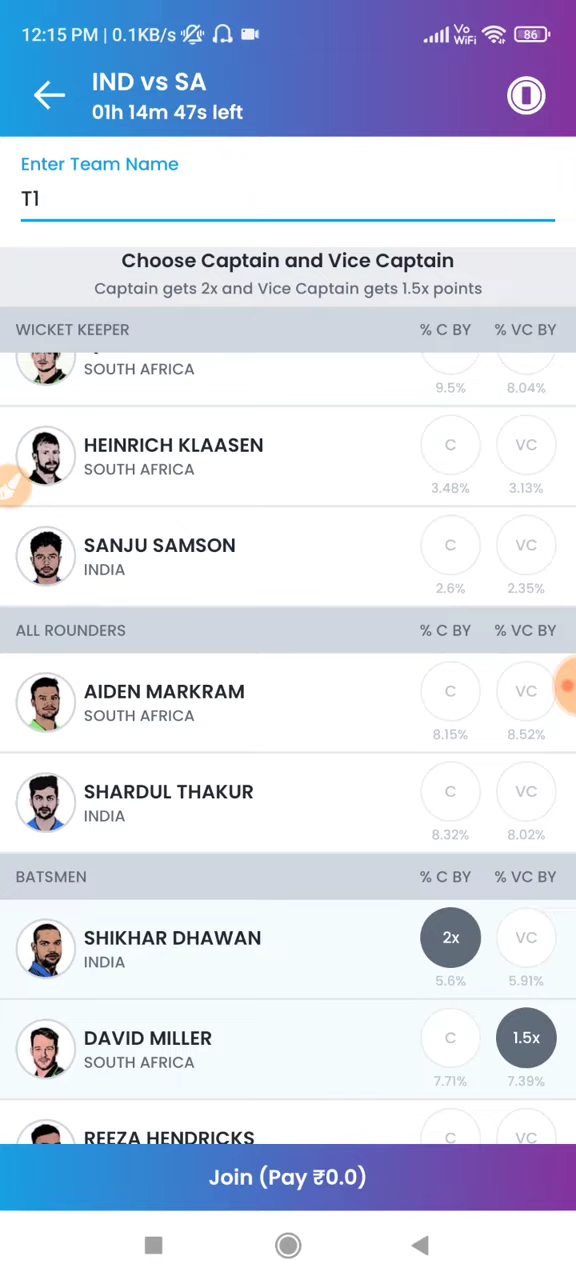 12:15 PM | 0.1KB/s Vo WiFi 86
IND vs SA
01h 14m 47s left
Enter Team Name
T1
Choose Captain and Vice Captain
Captain gets 2x and Vice Captain gets 1.5x points
WICKET KEEPER % C BY % VC BY
SOUTH AFRICA
9.5% 8.04%
HEINRICH KLAASEN C VC
SOUTH AFRICA
3.48% 3.13%
SANJU SAMSON C VC
INDIA
2.6% 2.35%
ALL ROUNDERS % C BY % VC BY
AIDEN MARKRAM C VC
SOUTH AFRICA
8.15% 8.52%
SHARDUL THAKUR C VC
INDIA
8.32% 8.02%
BATSMEN % C BY % VC BY
SHIKHAR DHAWAN 2x VC
INDIA
5.6% 5.91%
DAVID MILLER C 1.5x
SOUTH AFRICA
7.71% 7.39%
REEZA HENDRICKS C VC
Join (Pay ₹0.0)